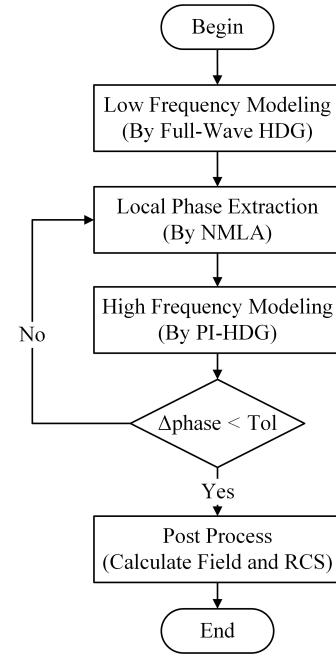 Begin
Low Frequency Modeling
(By Full-Wave HDG)
Local Phase Extraction
(By NMLA)
High Frequency Modeling
(By PI-HDG)
No
Δphase < Tol
Yes
Post Process
(Calculate Field and RCS)
End